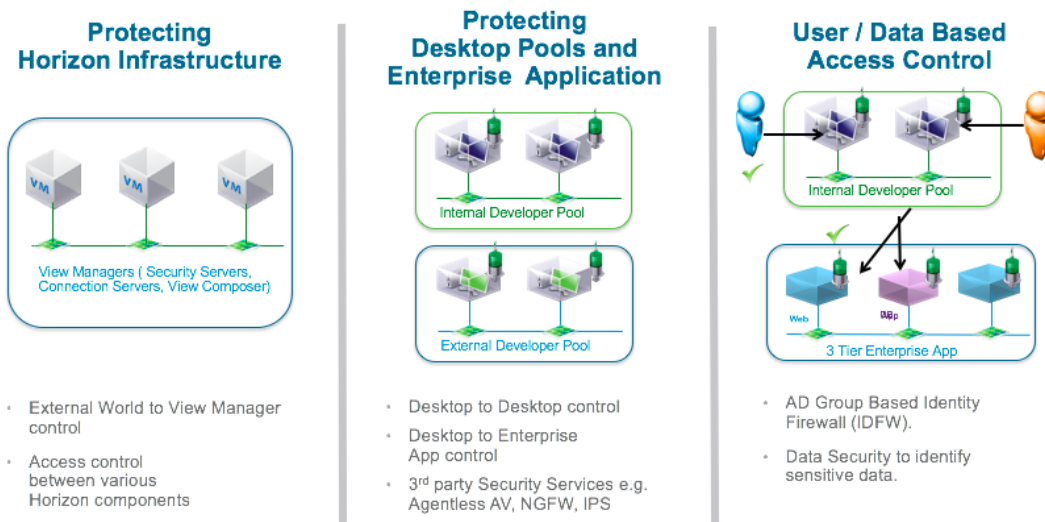 Protecting
Horizon Infrastructure
VM
VM
VM
View Managers ( Security Servers,
Connection Servers, View Composer)
· External World to View Manager
control
· Access control
between various
Horizon components
Protecting
Desktop Pools and
Enterprise Application
Internal Developer Pool
External Developer Pool
· Desktop to Desktop control
· Desktop to Enterprise
App control
· 3rd party Security Services e.g.
Agentless AV, NGFW, IPS
User / Data Based
Access Control
Internal Developer Pool
Web
3 Tier Enterprise App
· AD Group Based Identity
Firewall (IDFW).
· Data Security to identify
sensitive data.